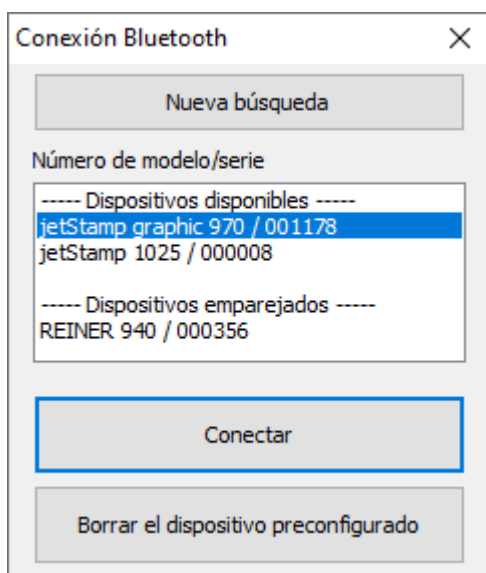 Conexión Bluetooth
Nueva búsqueda
Número de modelo/serie
----- Dispositivos disponibles -----
jetStamp graphic 970 / 001178
jetStamp 1025 / 000008
----- Dispositivos emparejados -----
REINER 940 / 000356
Conectar
Borrar el dispositivo preconfigurado